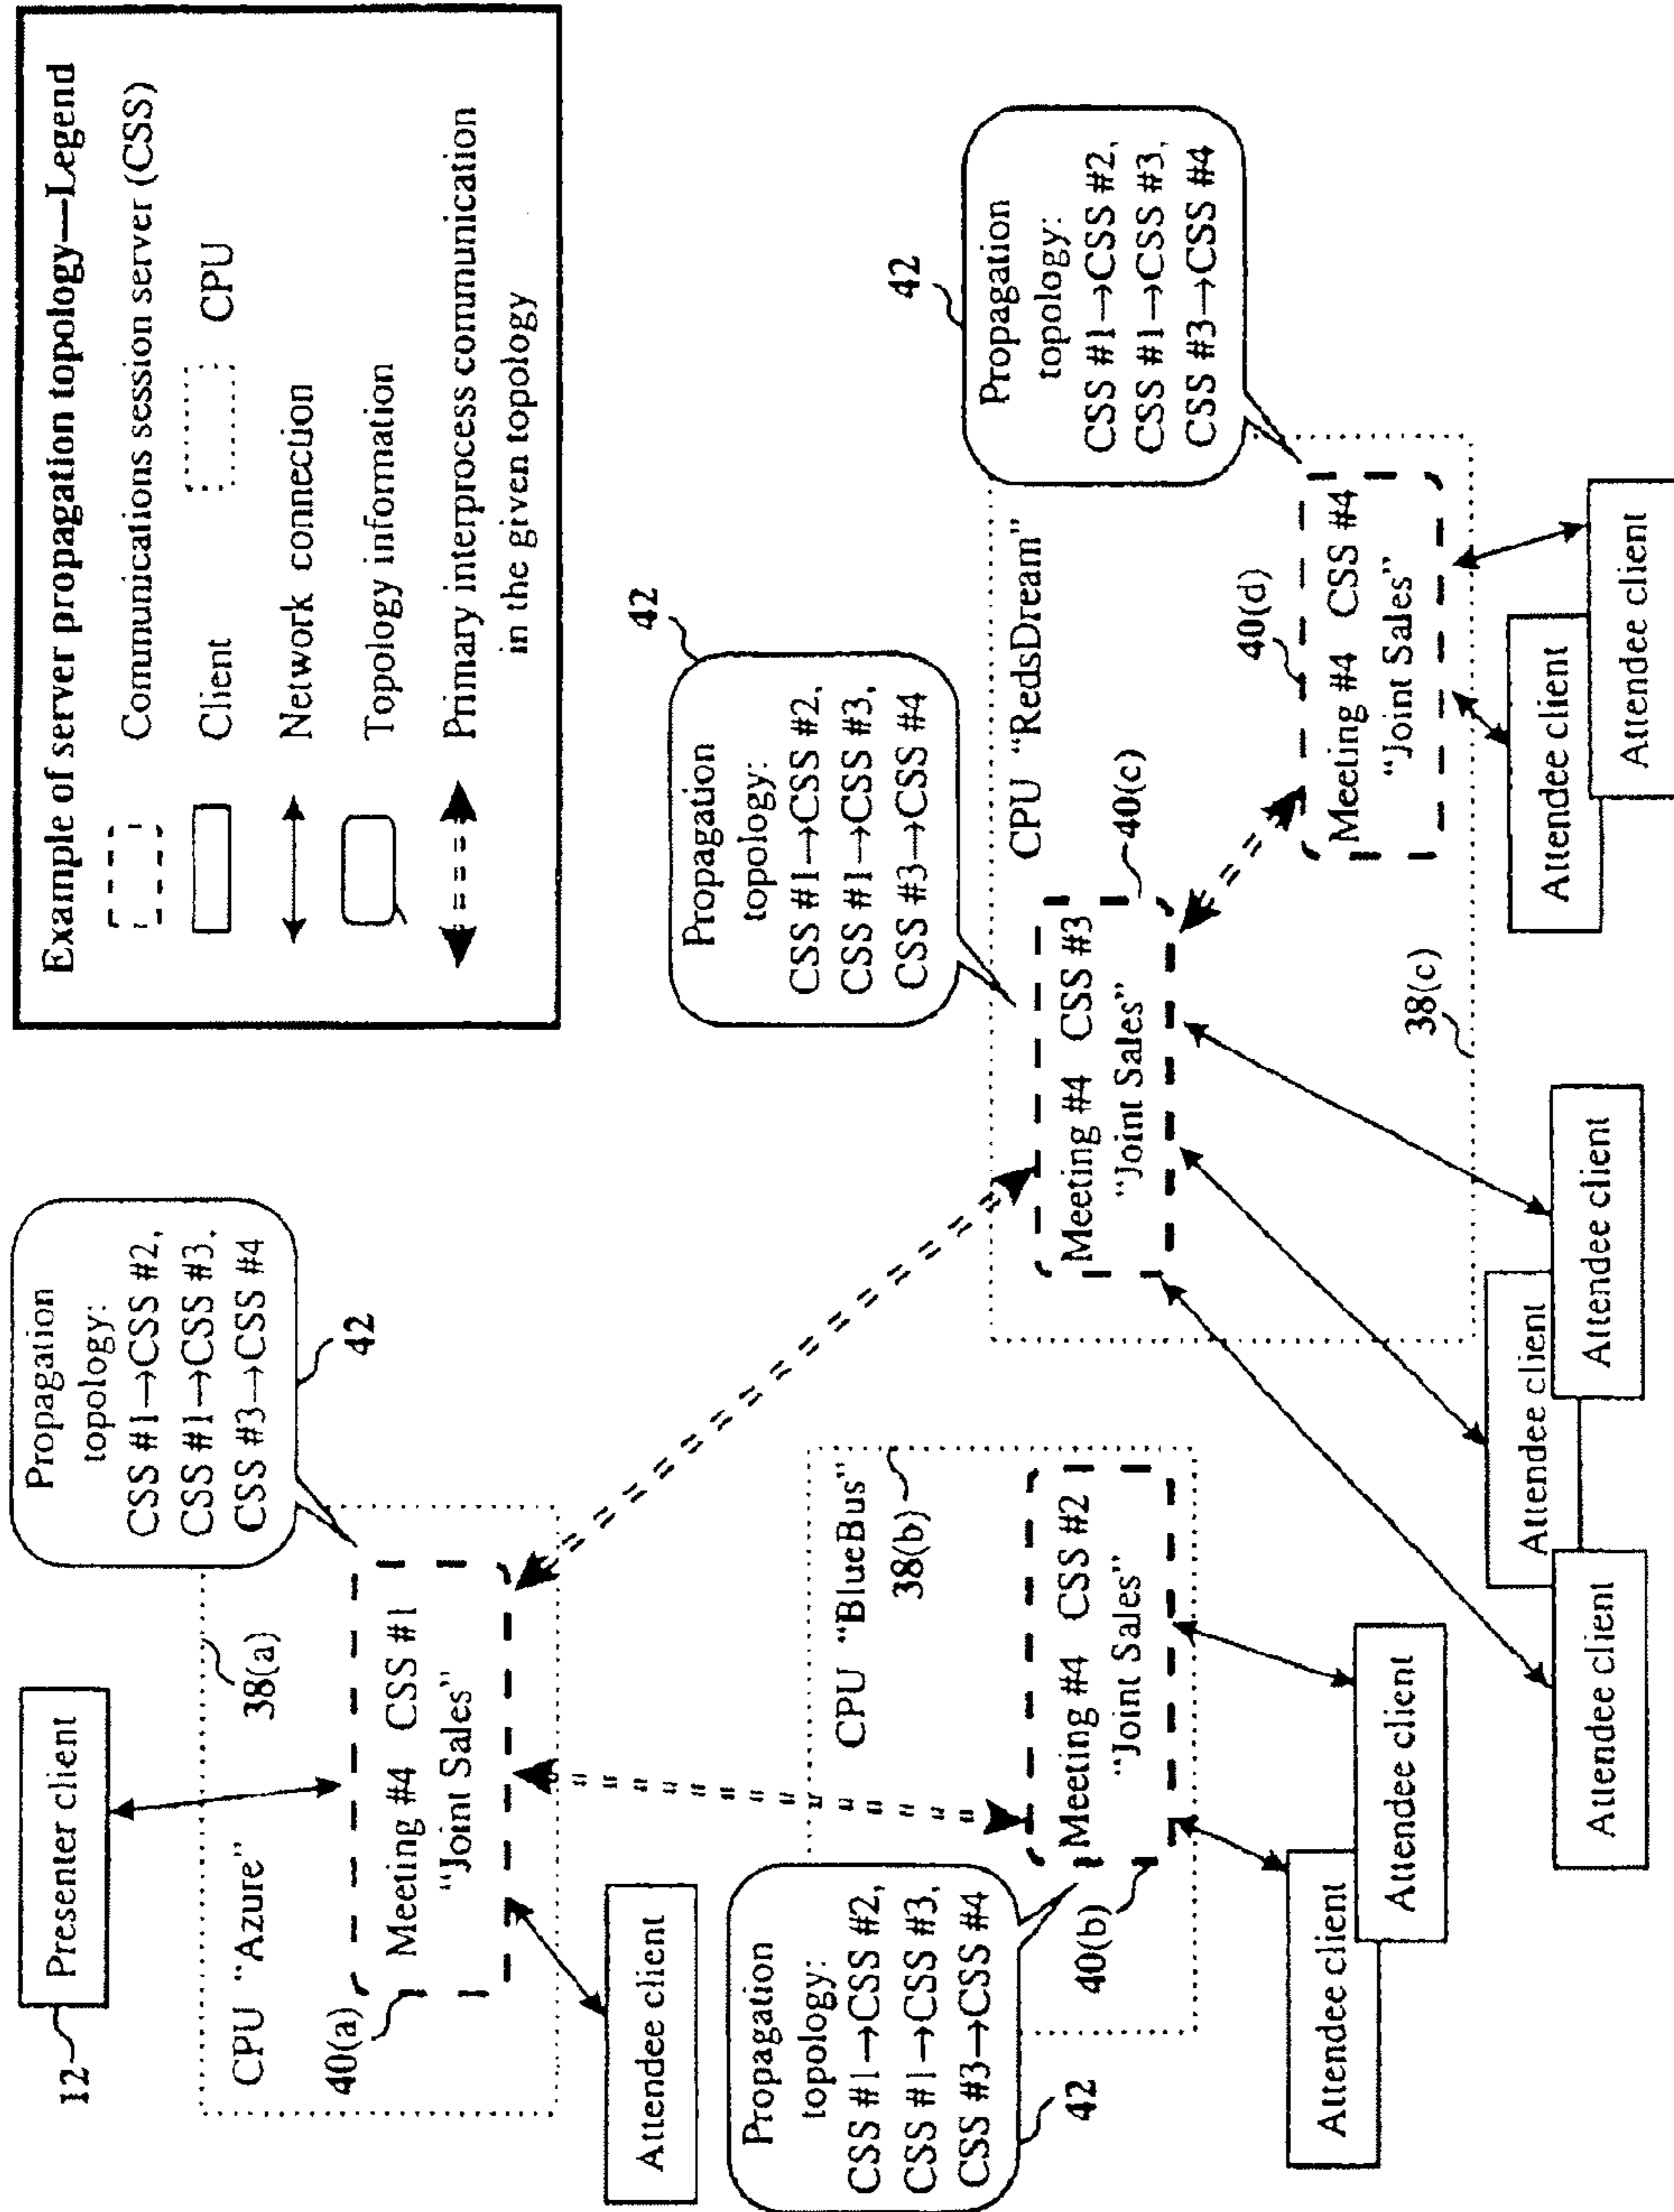 Example of server propagation topology—Legend
Communications session server (CSS)
Client
CPU
Network connection
Topology information
Primary interprocess communication
in the given topology
12
Presenter client
38(a)
CPU "Azure"
Meeting #4 CSS #1
"Joint Sales"
40(a)
Propagation
topology:
CSS #1→CSS #2,
CSS #1→CSS #3.
CSS #3→CSS #4
42
Attendee client
Propagation
topology:
CSS #1→CSS #2,
CSS #1→CSS #3,
CSS #3→CSS #4
42
CPU "BlueBus"
38(b)
Meeting #4 CSS #2
"Joint Sales"
40(b)
Attendee client
Attendee client
Propagation
topology:
CSS #1→CSS #2,
CSS #1→CSS #3,
CSS #3→CSS #4
42
CPU "RedsDream"
40(c)
Meeting #4 CSS #3
"Joint Sales"
38(c)
Attendee client
Attendee client
Attendee client
Propagation
topology:
CSS #1→CSS #2,
CSS #1→CSS #3,
CSS #3→CSS #4
42
40(d)
Meeting #4 CSS #4
"Joint Sales"
Attendee client
Attendee client